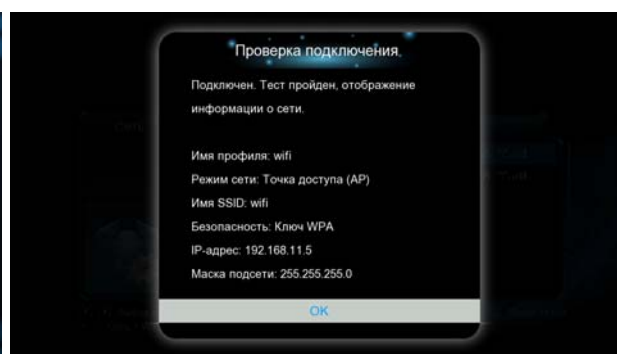 Проверка подключения.
Подключен. Тест пройден, отображение
информации о сети.
Имя профиля: wifi
Режим сети: Точка доступа (AP)
Имя SSID: wifi
Безопасность: Ключ WPA
IP-адрес: 192.168.11.5
Маска подсети: 255.255.255.0
OK